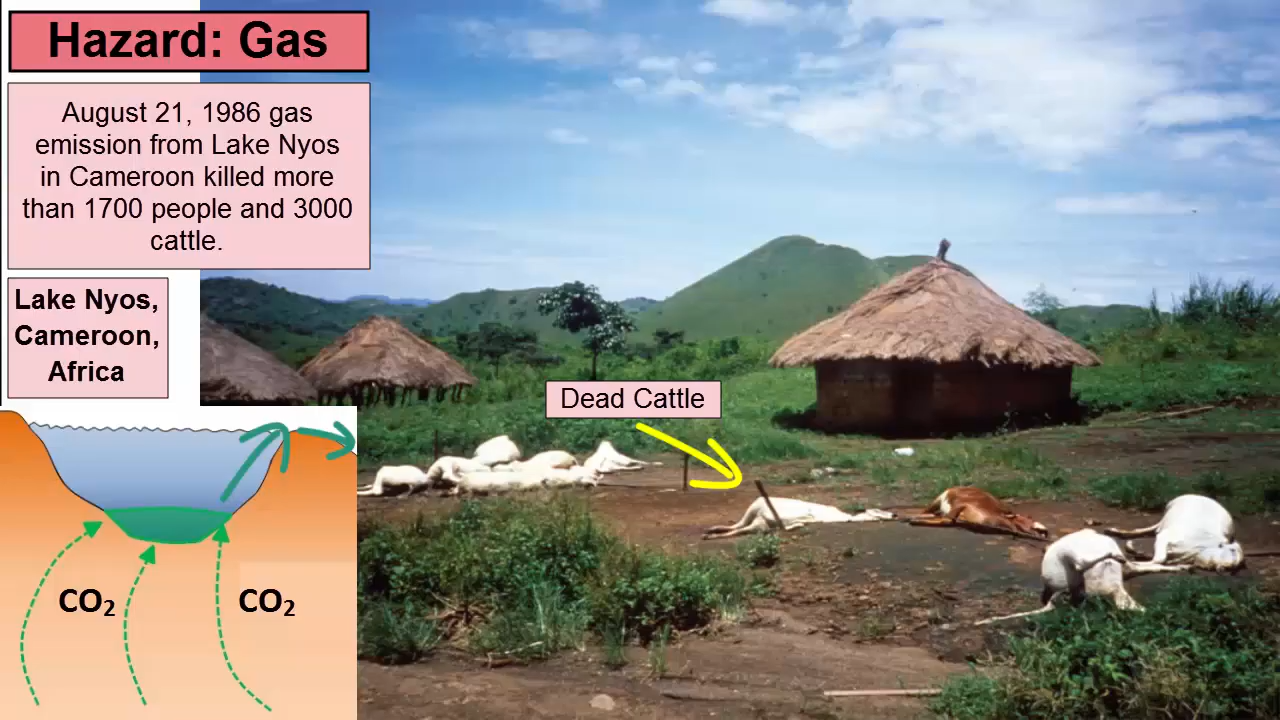 Hazard: Gas
August 21, 1986 gas
emission from Lake Nyos
in Cameroon killed more
than 1700 people and 3000
cattle.
Lake Nyos,
Cameroon,
Africa
Dead Cattle
CO₂
CO₂